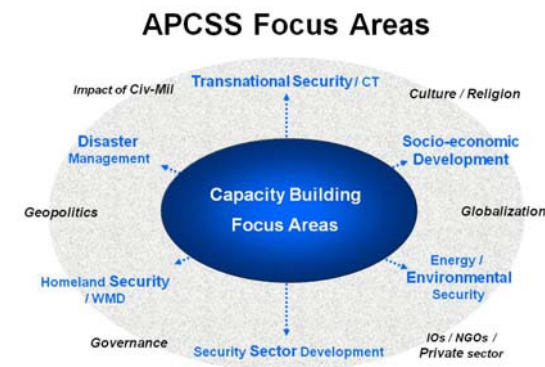 APCSS Focus Areas
Impact of Civ-Mil
Transnational Security / CT
Culture / Religion
Disaster
Management
Socio-economic
Development
Capacity Building
Focus Areas
Geopolitics
Globalization
Homeland Security
/ WMD
Energy /
Environmental
Security
Governance
Security Sector Development
IOs / NGOs /
Private sector